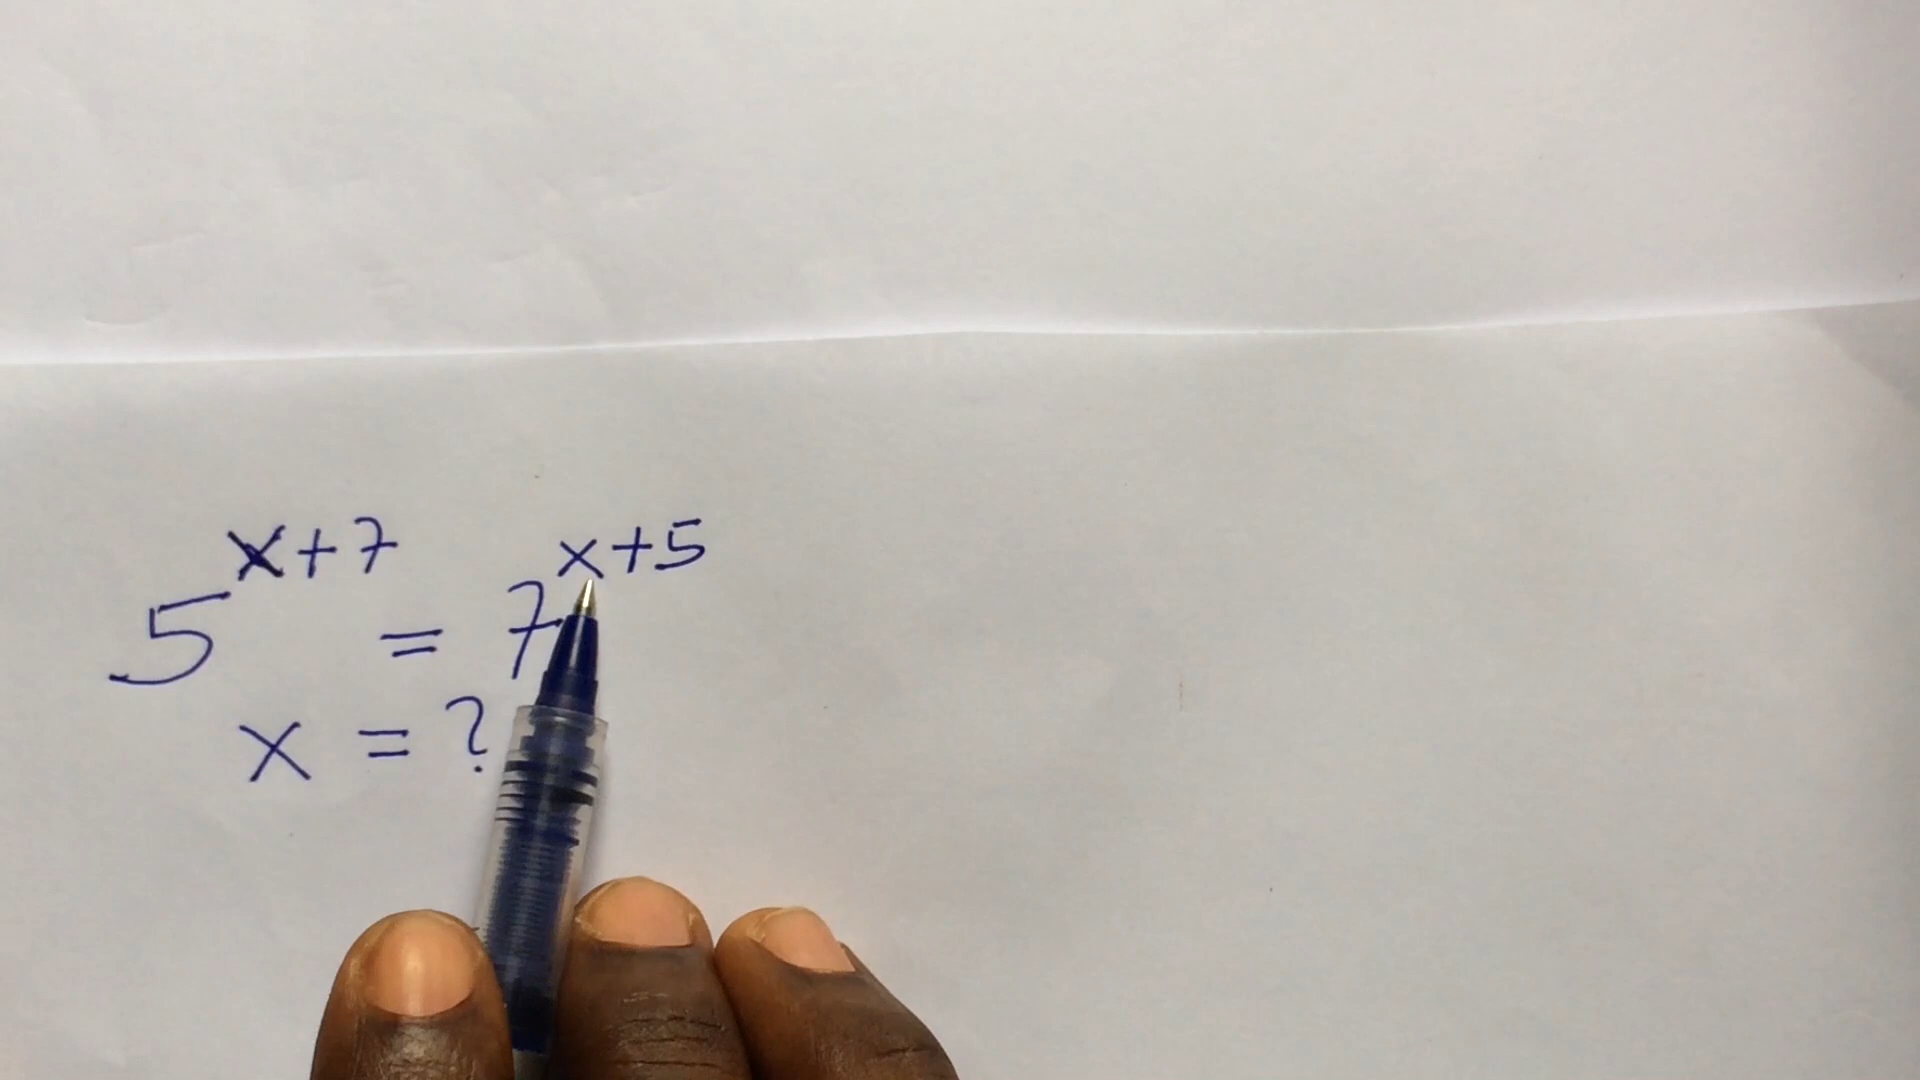 5^{x+7} = 7^{x+5}
x = ?